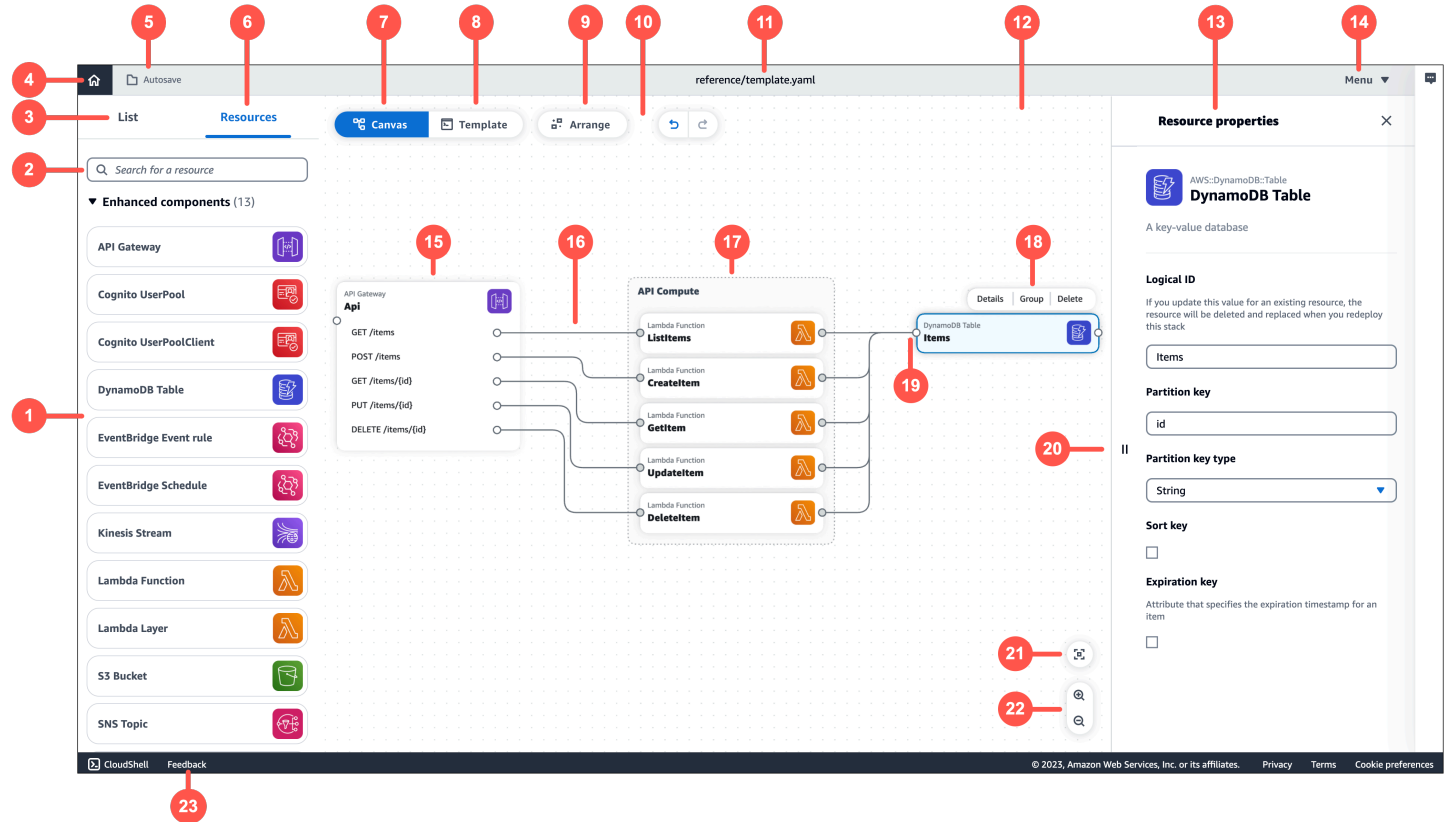 5
6
7
8
9
10
11
12
13
14
4
Autosave
reference/template.yaml
Menu
3
List
Resources
Canvas
Template
Arrange
Resource properties
2
Search for a resource
Enhanced components (13)
1
API Gateway
Cognito UserPool
Cognito UserPoolClient
DynamoDB Table
EventBridge Event rule
EventBridge Schedule
Kinesis Stream
Lambda Function
Lambda Layer
S3 Bucket
SNS Topic
15
16
17
18
API Gateway
Api
GET /items
POST /items
GET /items/{id}
PUT /items/{id}
DELETE /items/{id}
API Compute
Lambda Function
ListItems
Lambda Function
CreateItem
Lambda Function
GetItem
Lambda Function
UpdateItem
Lambda Function
DeleteItem
Details
Group
Delete
DynamoDB Table
Items
19
20
21
22
AWS::DynamoDB::Table
DynamoDB Table
A key-value database
Logical ID
If you update this value for an existing resource, the
resource will be deleted and replaced when you redeploy
this stack
Items
Partition key
id
Partition key type
String
Sort key
Expiration key
Attribute that specifies the expiration timestamp for an
item
CloudShell
Feedback
© 2023, Amazon Web Services, Inc. or its affiliates.
Privacy
Terms
Cookie preferences
23